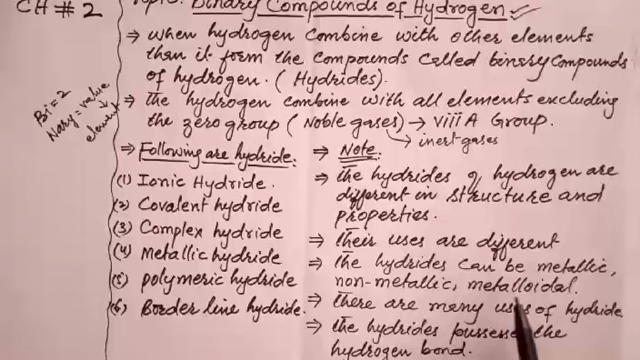 CH # 2
Topic: Binary Compounds of Hydrogen
⇒ when hydrogen combine with other elements
than it form the compounds called binary compounds
of hydrogen. (Hydrides).
Bi = 2
Nary = value
element
⇒ the hydrogen combine with all elements excluding
the zero group (Noble gases) → VIII A Group.
inert gases
⇒ Following are hydride:
(1) Ionic Hydride.
(2) Covalent hydride
(3) Complex hydride
(4) Metallic hydride
(5) polymeric hydride
(6) Border line hydride.
⇒ Note:
⇒ the hydrides of hydrogen are
different in structure and
properties.
⇒ their uses are different
⇒ the hydrides can be metallic,
non-metallic, metalloidal.
⇒ there are many uses of hydride
⇒ the hydrides possesses the
hydrogen bond.